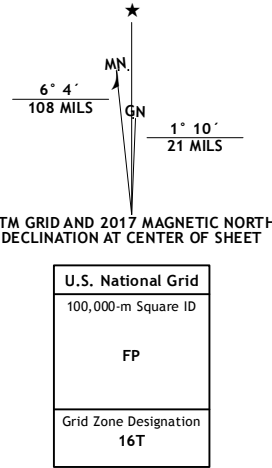 ★
MN
GN
6° 4´
108 MILS
1° 10´
21 MILS
TM GRID AND 2017 MAGNETIC NORTH
DECLINATION AT CENTER OF SHEET
U.S. National Grid
100,000-m Square ID
FP
Grid Zone Designation
16T